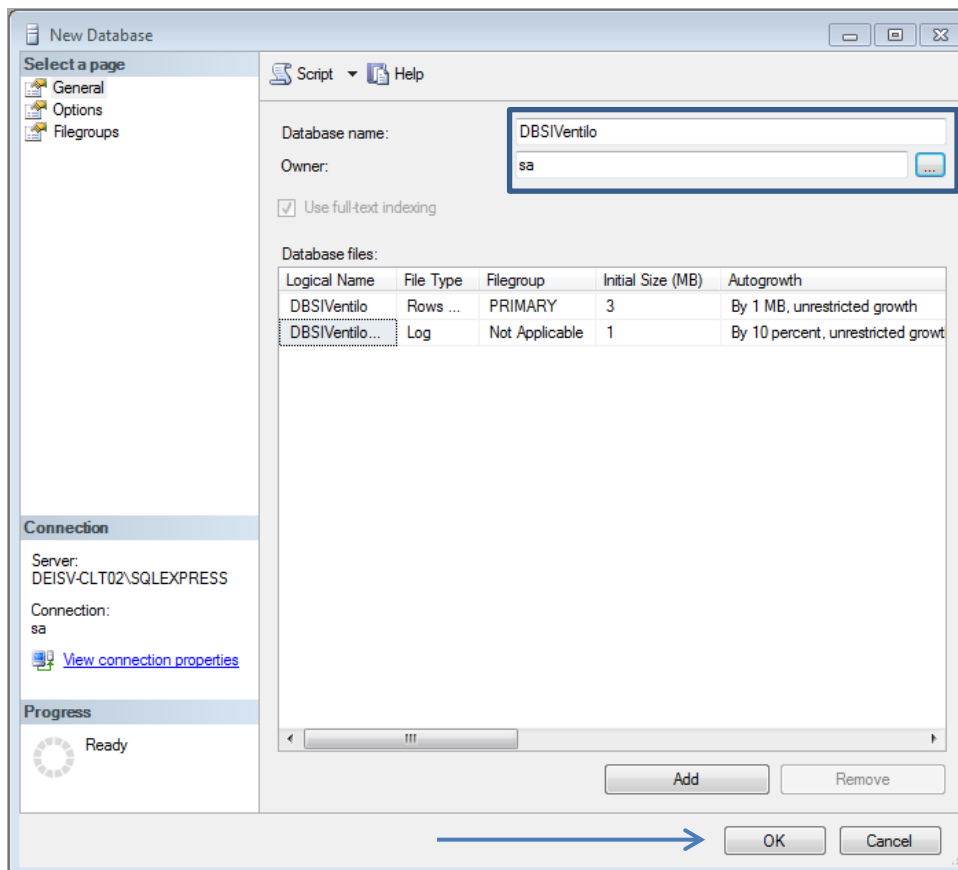 New Database
Select a page
General
Options
Filegroups
Script Help
Database name: DBSIVentilo
Owner: sa ...
Use full-text indexing
Database files:
Logical Name File Type Filegroup Initial Size (MB) Autogrowth
DBSIVentilo Rows ... PRIMARY 3 By 1 MB, unrestricted growth
DBSIVentilo... Log Not Applicable 1 By 10 percent, unrestricted growt
Connection
Server:
DEISV-CLT02\SQLEXPRESS
Connection:
sa
View connection properties
Progress
Ready
Add Remove
OK Cancel